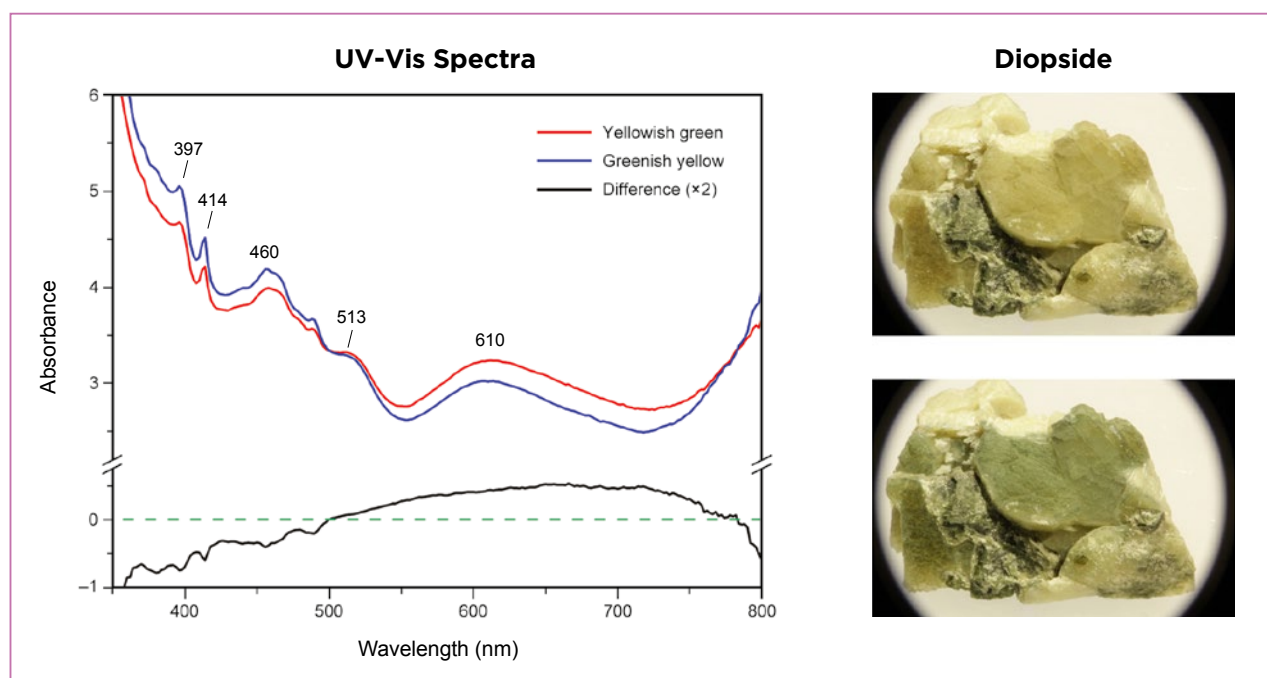 UV-Vis Spectra
Diopside
Absorbance
6
5
4
3
0
−1
397
414
460
513
610
Yellowish green
Greenish yellow
Difference (×2)
400
500
600
700
800
Wavelength (nm)